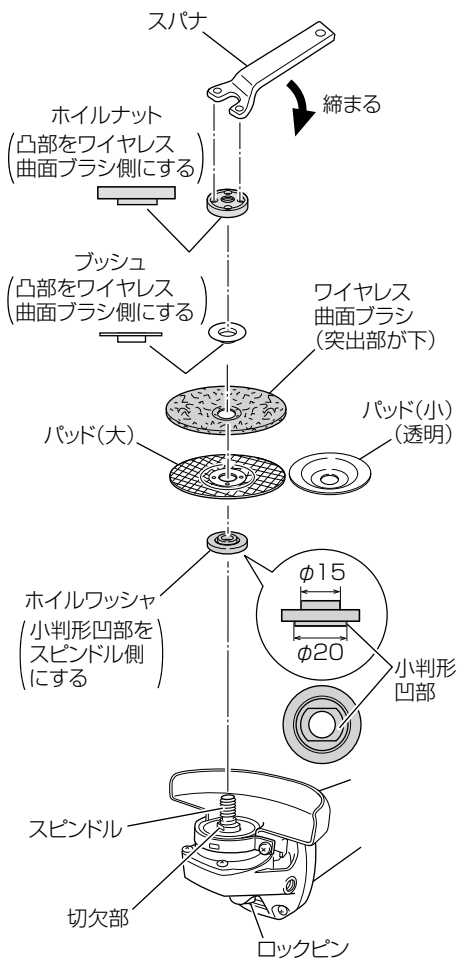 スパナ
締まる
ホイルナット
(凸部をワイヤレス
曲面ブラシ側にする)
ブッシュ
(凸部をワイヤレス
曲面ブラシ側にする)
ワイヤレス
曲面ブラシ
(突出部が下)
パッド(大)
パッド(小)
(透明)
ホイルワッシャ
(小判形凹部を
スピンドル側
にする)
φ15
φ20
小判形
凹部
スピンドル
切欠部
ロックピン